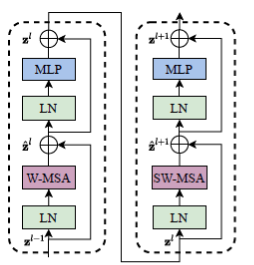 z^l
MLP
LN
ẑ^l
W-MSA
LN
z^{l-1}
z^{l+1}
MLP
LN
ẑ^{l+1}
SW-MSA
LN
z^l